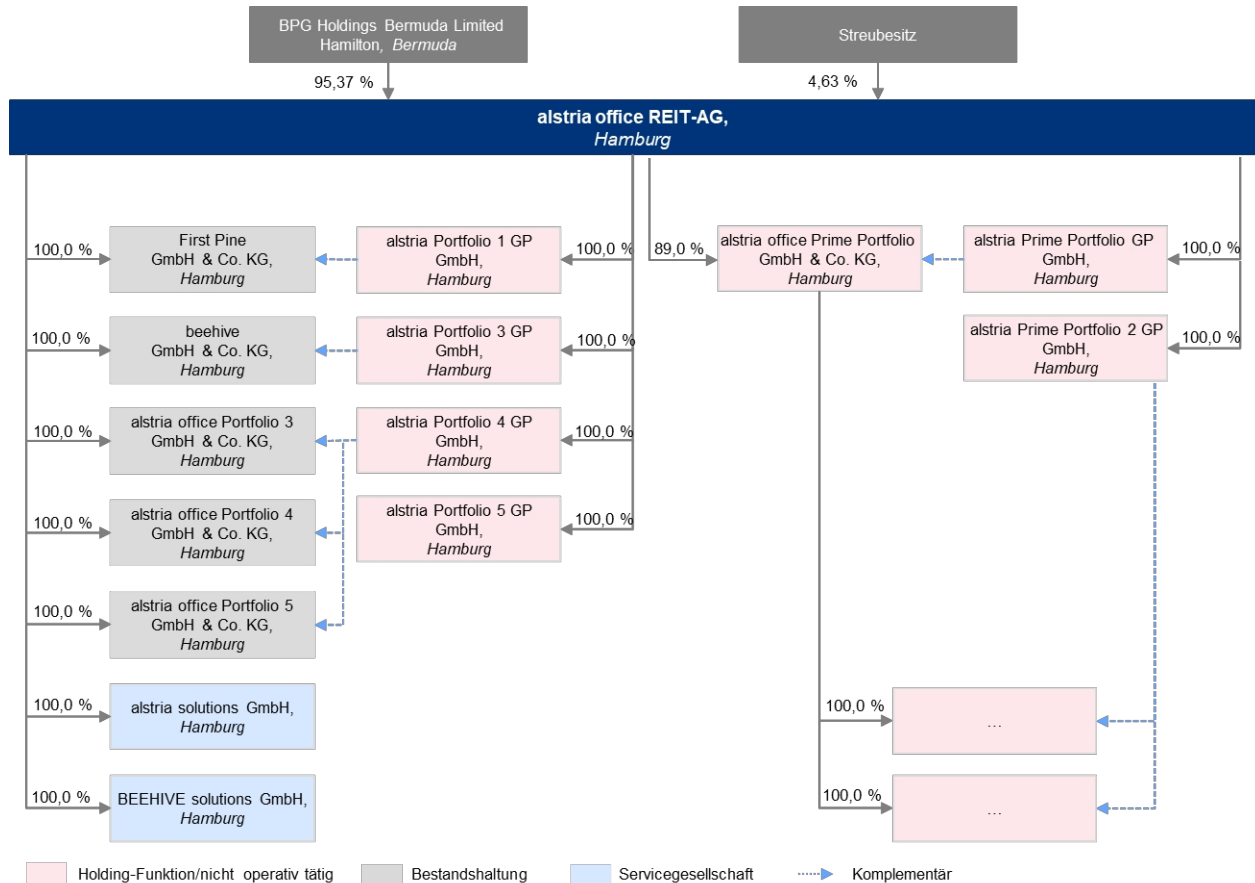 BPG Holdings Bermuda Limited
Hamilton, Bermuda
Streubesitz
95,37 %
4,63 %
alstria office REIT-AG,
Hamburg
100,0 %
First Pine
GmbH & Co. KG,
Hamburg
alstria Portfolio 1 GP
GmbH,
Hamburg
100,0 %
89,0 %
alstria office Prime Portfolio
GmbH & Co. KG,
Hamburg
alstria Prime Portfolio GP
GmbH,
Hamburg
100,0 %
100,0 %
beehive
GmbH & Co. KG,
Hamburg
alstria Portfolio 3 GP
GmbH,
Hamburg
100,0 %
alstria Prime Portfolio 2 GP
GmbH,
Hamburg
100,0 %
100,0 %
alstria office Portfolio 3
GmbH & Co. KG,
Hamburg
alstria Portfolio 4 GP
GmbH,
Hamburg
100,0 %
100,0 %
alstria office Portfolio 4
GmbH & Co. KG,
Hamburg
alstria Portfolio 5 GP
GmbH,
Hamburg
100,0 %
100,0 %
alstria office Portfolio 5
GmbH & Co. KG,
Hamburg
100,0 %
alstria solutions GmbH,
Hamburg
100,0 %
...
100,0 %
BEEHIVE solutions GmbH,
Hamburg
100,0 %
...
Holding-Funktion/nicht operativ tätig
Bestandshaltung
Servicegesellschaft
Komplementär